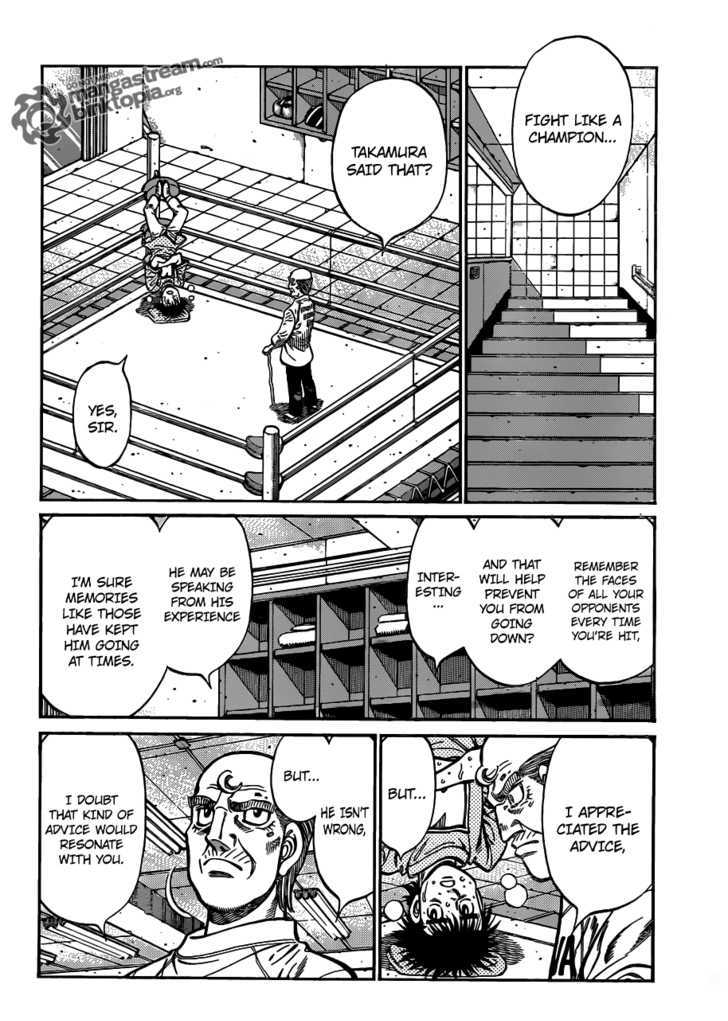 DO NOT MIRROR
mangastream.com
binktopia.org
FIGHT LIKE A
CHAMPION...
TAKAMURA
SAID THAT?
YES,
SIR.
REMEMBER
THE FACES
OF ALL YOUR
OPPONENTS
EVERY TIME
YOU'RE HIT,
AND THAT
WILL HELP
PREVENT
YOU FROM
GOING
DOWN?
INTER-
ESTING
...
HE MAY BE
SPEAKING
FROM HIS
EXPERIENCE
I'M SURE
MEMORIES
LIKE THOSE
HAVE KEPT
HIM GOING
AT TIMES.
I APPRE-
CIATED THE
ADVICE,
BUT...
BUT...
HE ISN'T
WRONG,
I DOUBT
THAT KIND OF
ADVICE WOULD
RESONATE
WITH YOU.